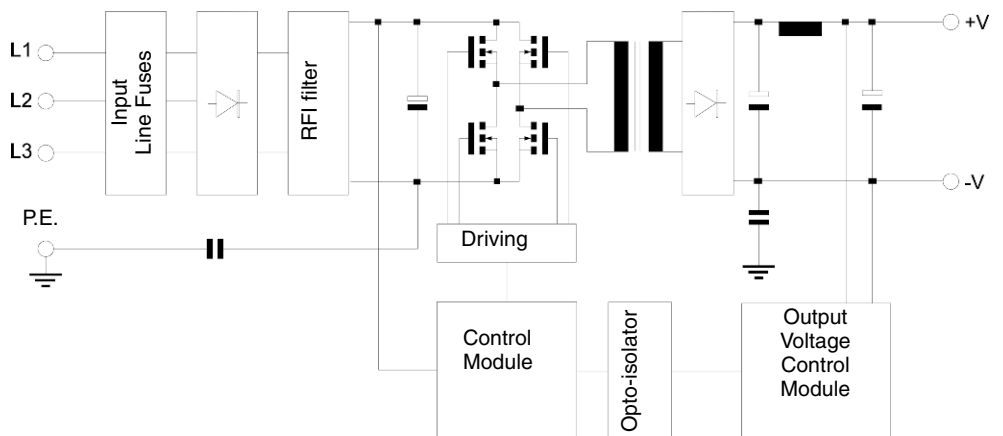 L1
L2
L3
P.E.
Input
Line Fuses
RFI filter
Driving
Control
Module
Opto-isolator
Output
Voltage
Control
Module
+V
-V